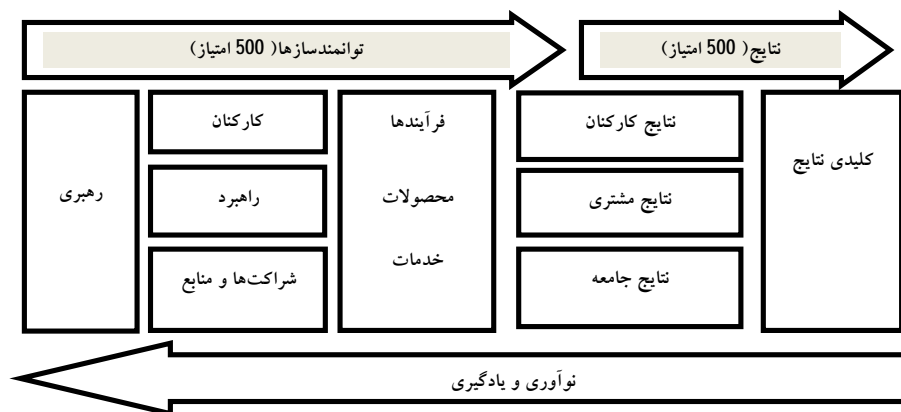 توانمندسازها( 500 امتیاز)
نتایج( 500 امتیاز)
رهبری
کارکنان
راهبرد
شراکت‌ها و منابع
فرآیندها
محصولات
خدمات
نتایج کارکنان
نتایج مشتری
نتایج جامعه
کلیدی نتایج
نوآوری و یادگیری